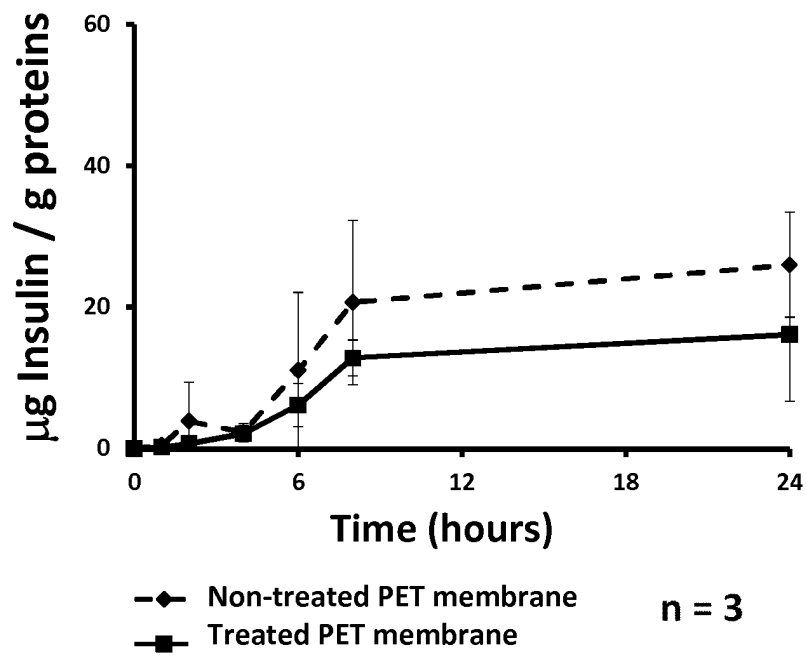 60
40
20
0
µg Insulin / g proteins
0 6 12 18 24
Time (hours)
Non-treated PET membrane
Treated PET membrane
n = 3